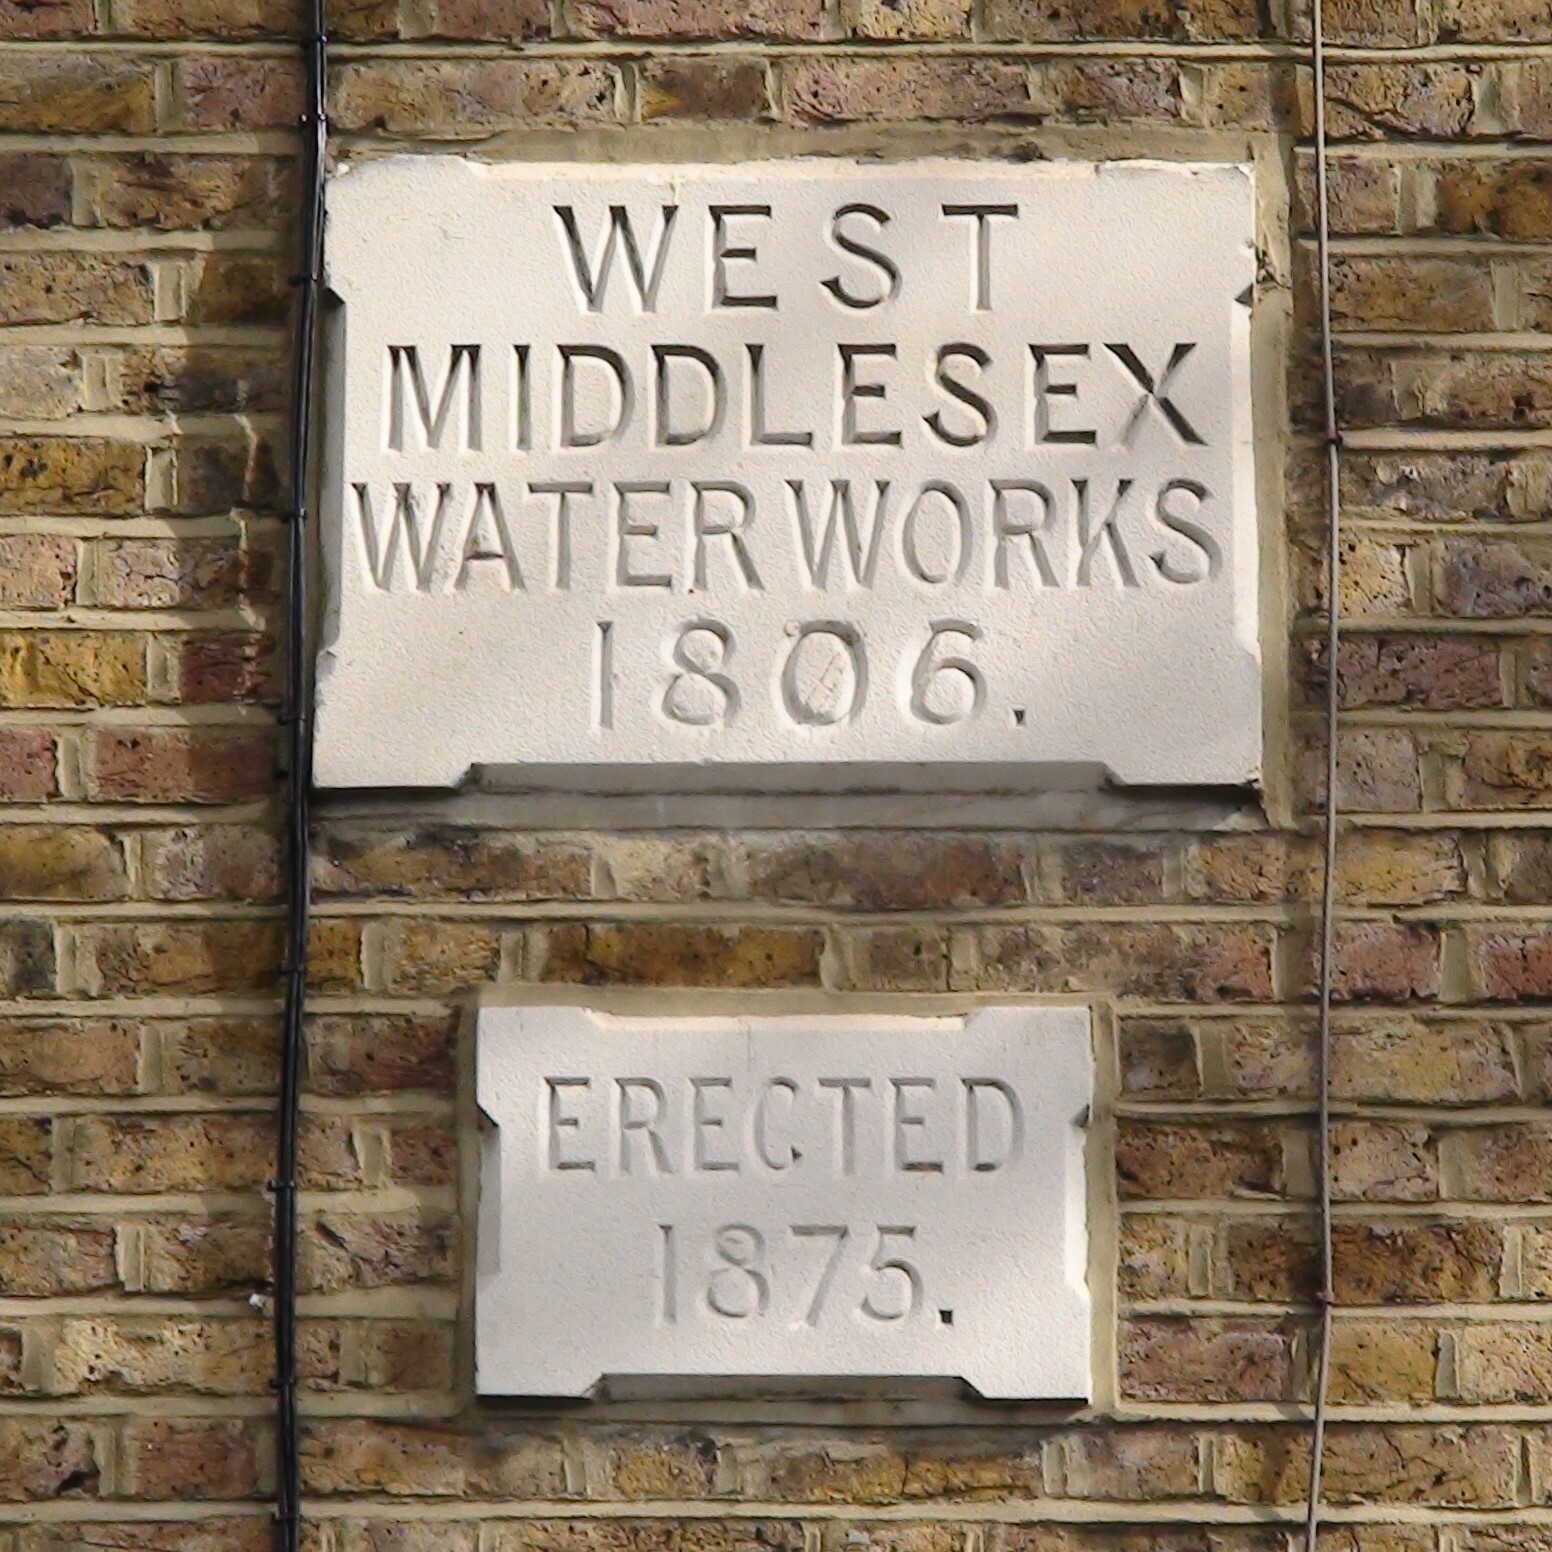 WEST
MIDDLESEX
WATER WORKS
1806.
ERECTED
1875.